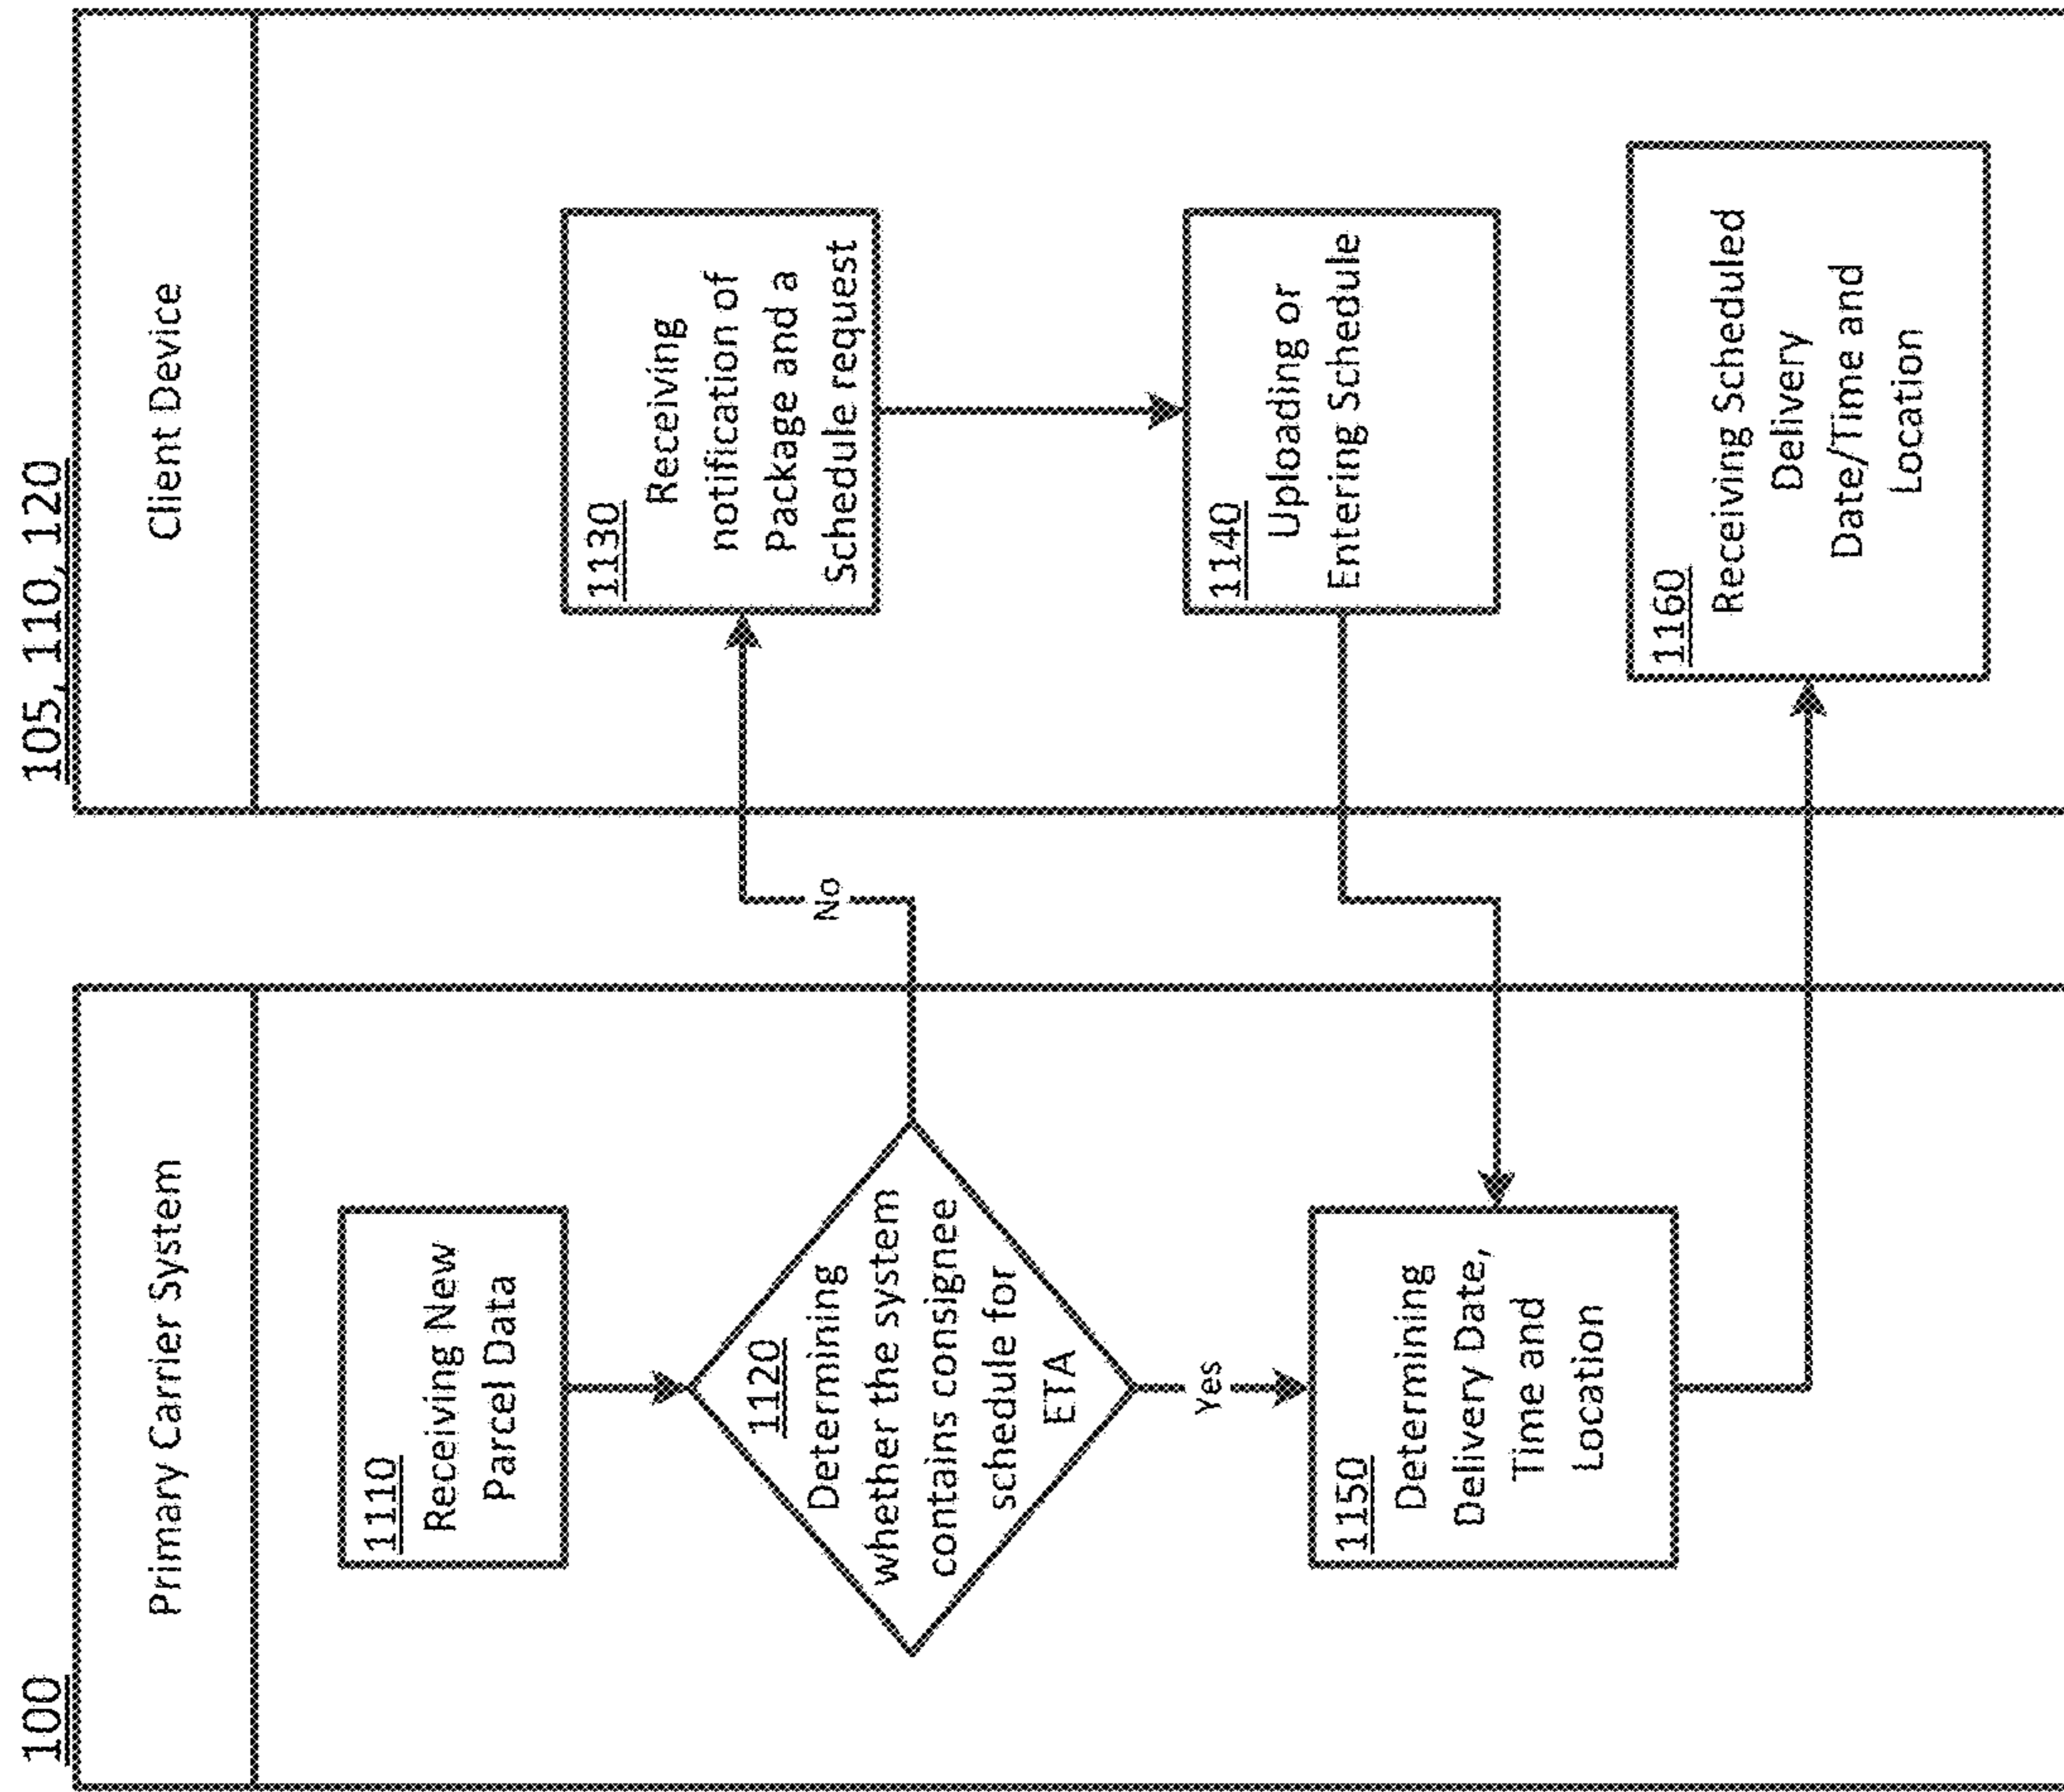 100
Primary Carrier System
1110
Receiving New
Parcel Data
1120
Determining
whether the system
contains consignee
schedule for
ETA
Yes
No
1150
Determining
Delivery Date,
Time and
Location
105, 110, 120
Client Device
1130
Receiving
notification of
Package and a
Schedule request
1140
Uploading or
Entering Schedule
1160
Receiving Scheduled
Delivery
Date/Time and
Location